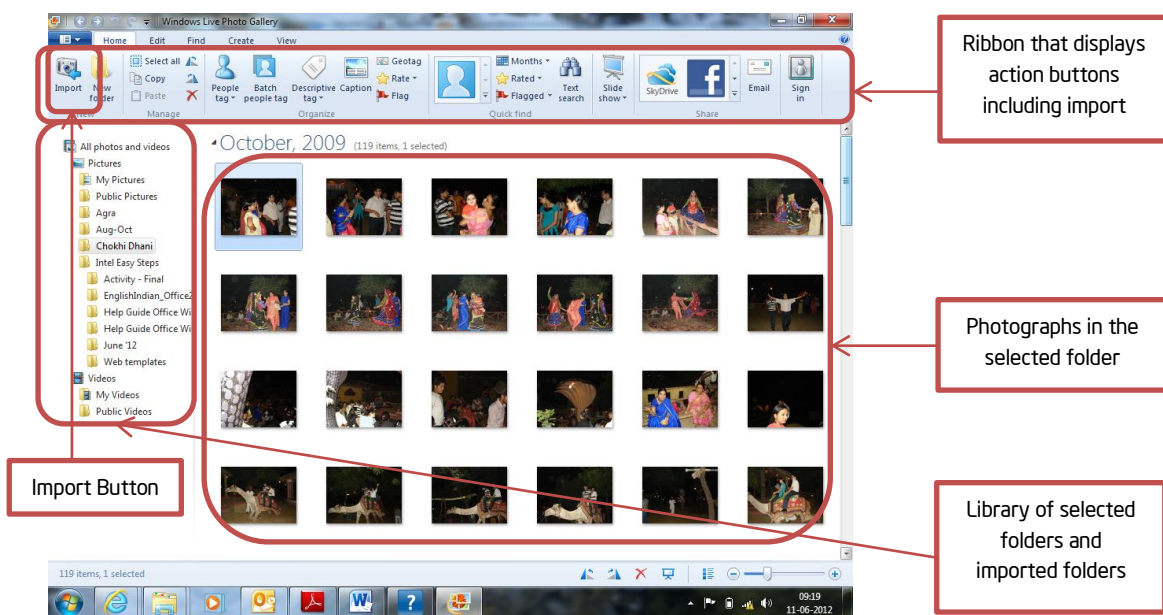 Windows Live Photo Gallery
Home Edit Find Create View
Import
New folder
New
Select all
Copy
Paste
Manage
People tag
Batch people tag
Descriptive tag
Caption
Geotag
Rate
Flag
Organize
Months
Rated
Flagged
Text search
Quick find
Slide show
SkyDrive
f
Email
Share
Sign in
All photos and videos
Pictures
My Pictures
Public Pictures
Agra
Aug-Oct
Chokhi Dhani
Intel Easy Steps
Activity - Final
EnglishIndian_Office2
Help Guide Office Wi
Help Guide Office Wi
June '12
Web templates
Videos
My Videos
Public Videos
October, 2009 (119 items, 1 selected)
119 items, 1 selected
09:19
11-06-2012
Import Button
Ribbon that displays
action buttons
including import
Photographs in the
selected folder
Library of selected
folders and
imported folders